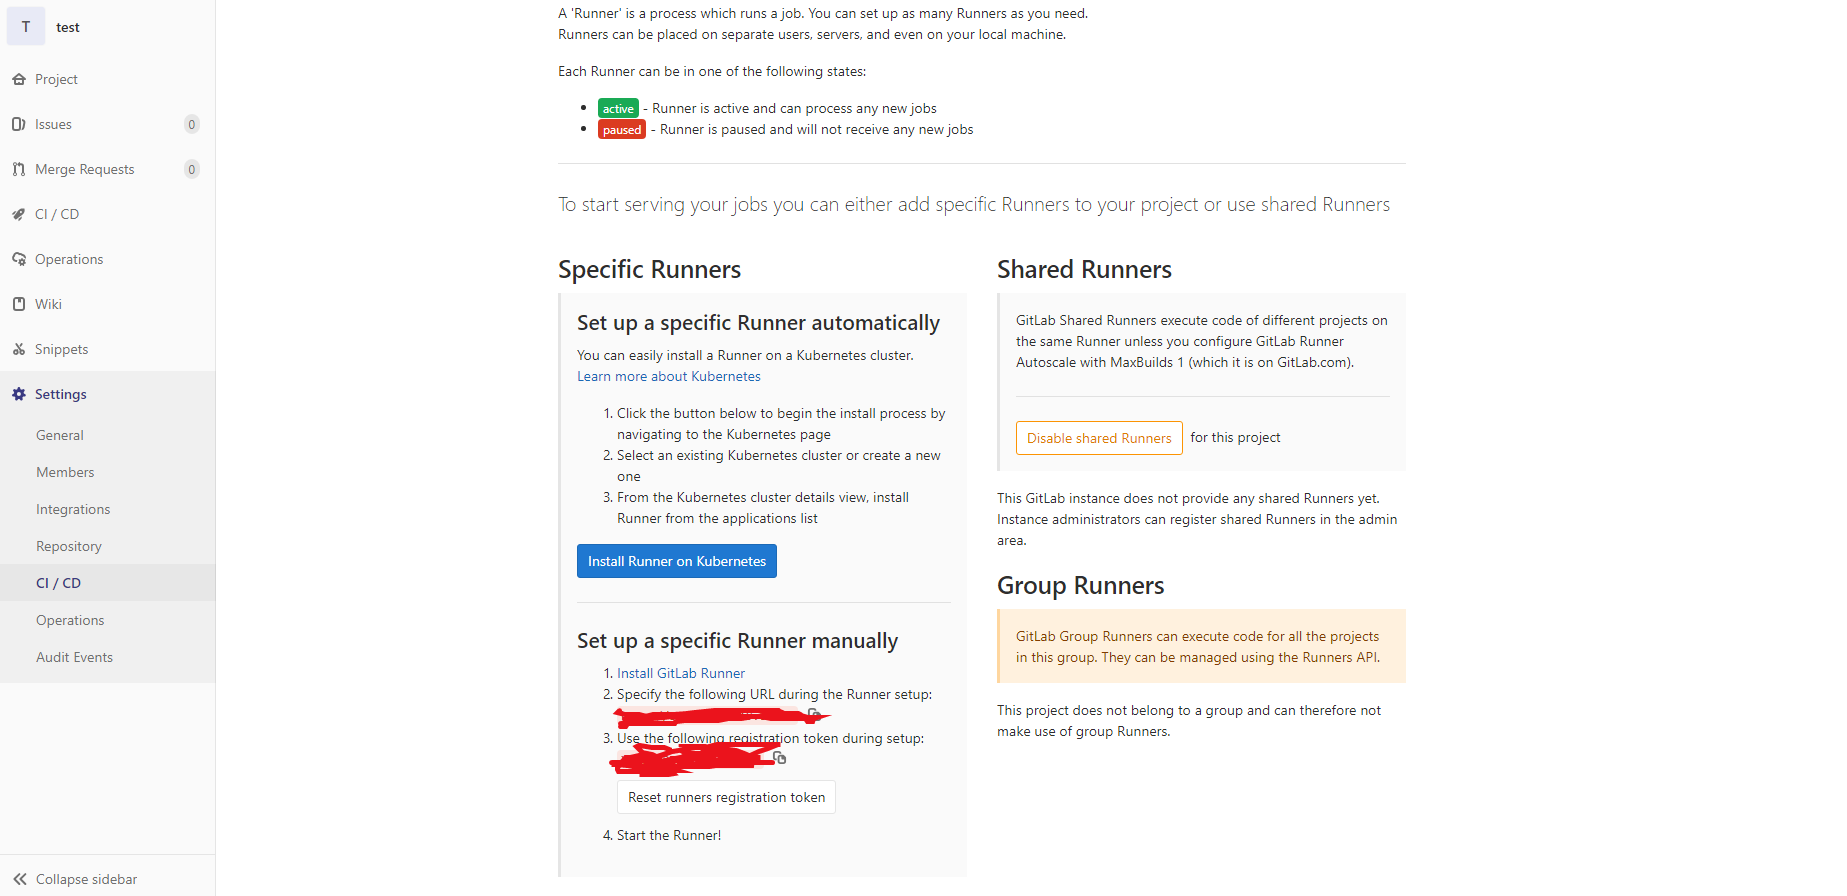 T test
Project
Issues 0
Merge Requests 0
CI / CD
Operations
Wiki
Snippets
Settings
General
Members
Integrations
Repository
CI / CD
Operations
Audit Events
Collapse sidebar
A 'Runner' is a process which runs a job. You can set up as many Runners as you need.
Runners can be placed on separate users, servers, and even on your local machine.
Each Runner can be in one of the following states:
active - Runner is active and can process any new jobs
paused - Runner is paused and will not receive any new jobs
To start serving your jobs you can either add specific Runners to your project or use shared Runners
Specific Runners
Set up a specific Runner automatically
You can easily install a Runner on a Kubernetes cluster.
Learn more about Kubernetes
1. Click the button below to begin the install process by
navigating to the Kubernetes page
2. Select an existing Kubernetes cluster or create a new
one
3. From the Kubernetes cluster details view, install
Runner from the applications list
Install Runner on Kubernetes
Set up a specific Runner manually
1. Install GitLab Runner
2. Specify the following URL during the Runner setup:
3. Use the following registration token during setup:
Reset runners registration token
4. Start the Runner!
Shared Runners
GitLab Shared Runners execute code of different projects on
the same Runner unless you configure GitLab Runner
Autoscale with MaxBuilds 1 (which it is on GitLab.com).
Disable shared Runners for this project
This GitLab instance does not provide any shared Runners yet.
Instance administrators can register shared Runners in the admin
area.
Group Runners
GitLab Group Runners can execute code for all the projects
in this group. They can be managed using the Runners API.
This project does not belong to a group and can therefore not
make use of group Runners.